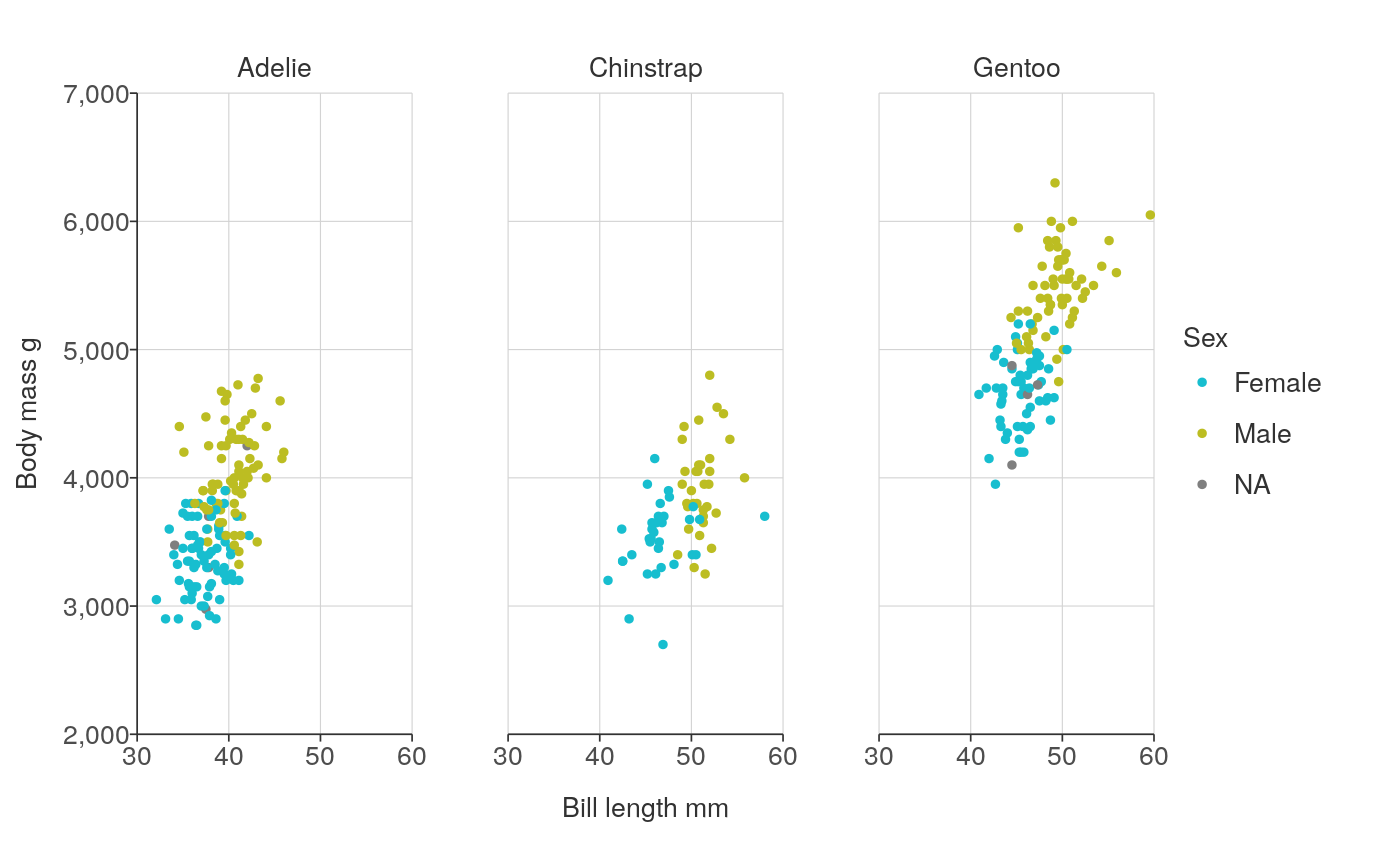 Adelie
Chinstrap
Gentoo
7,000
6,000
5,000
4,000
3,000
2,000
Body mass g
30 40 50 60
30 40 50 60
30 40 50 60
Bill length mm
Sex
Female
Male
NA